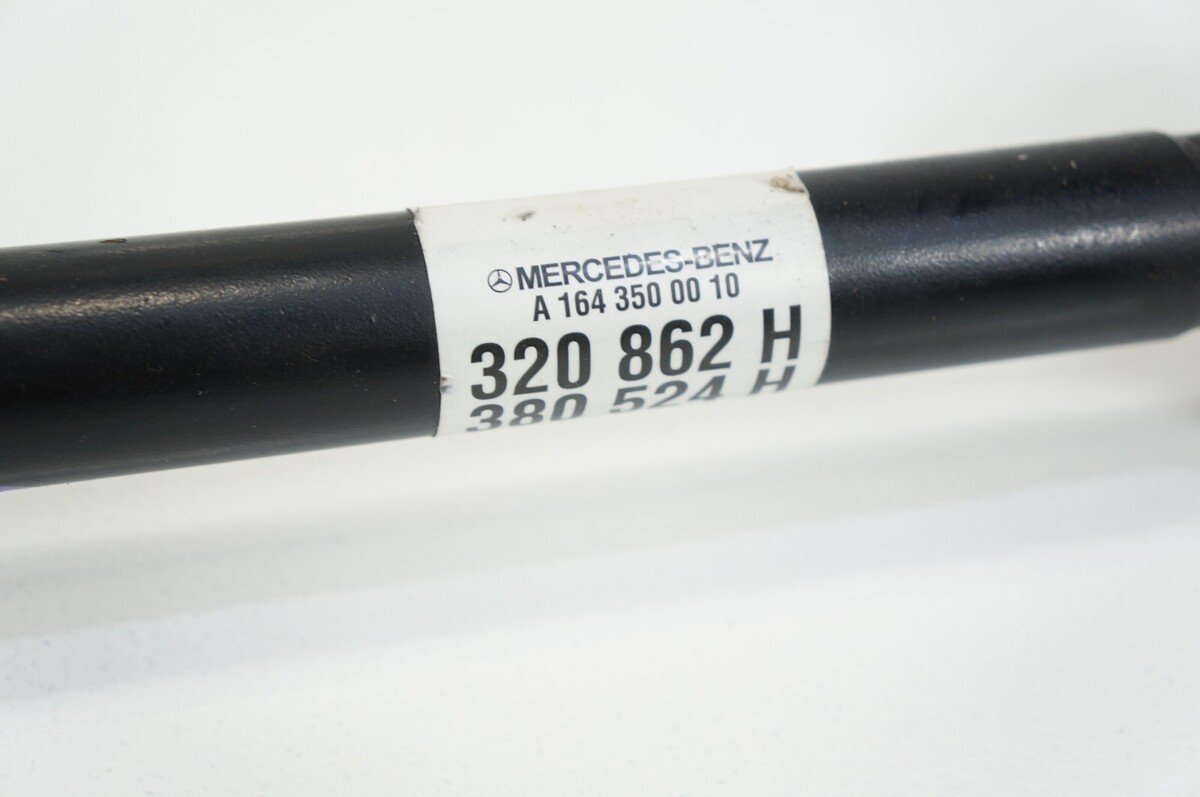 MERCEDES-BENZ
A 164 350 00 10
320 862 H
380 524 H